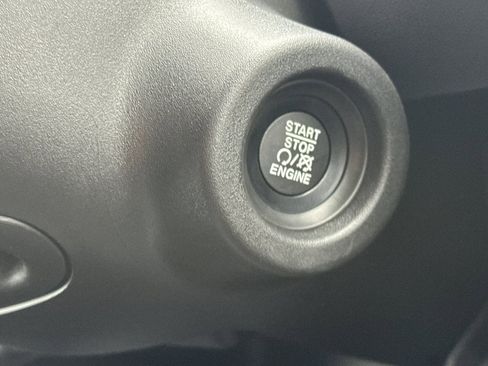 START
STOP
/
ENGINE